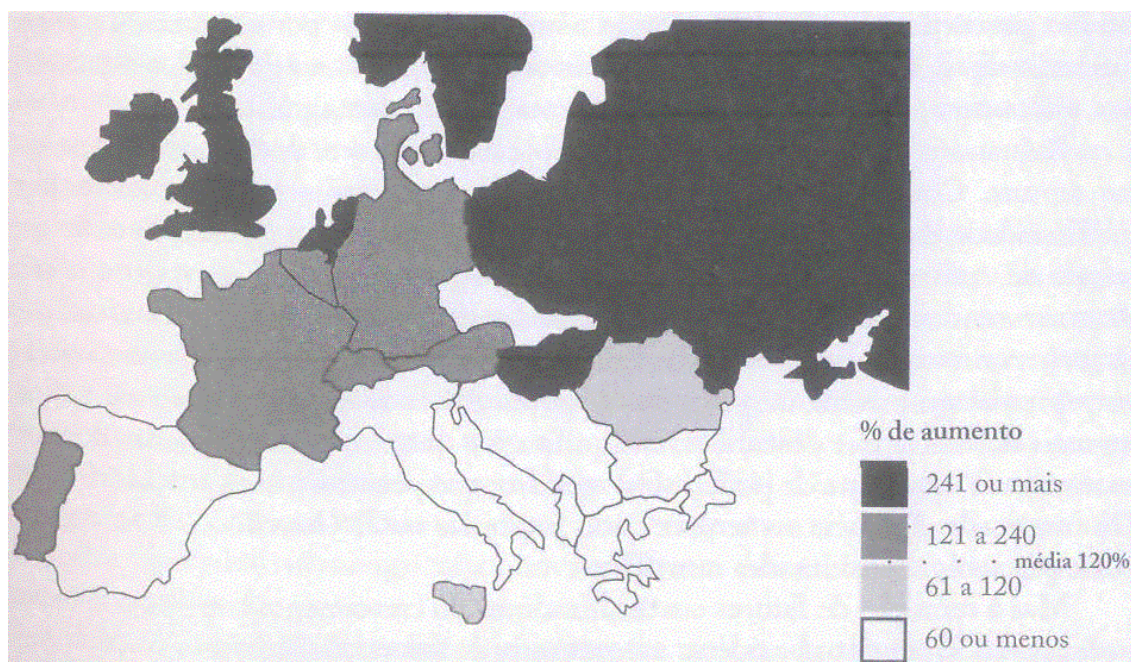 % de aumento
241 ou mais
121 a 240
média 120%
61 a 120
60 ou menos